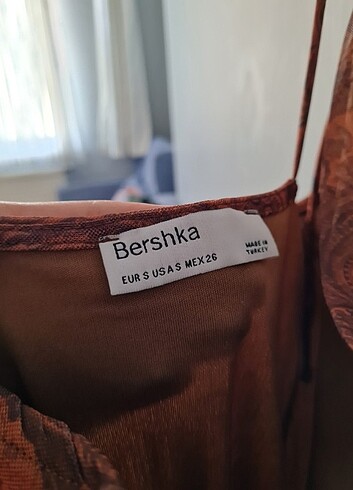 Bershka
EUR S USA S MEX 26
MADE IN
TURKEY